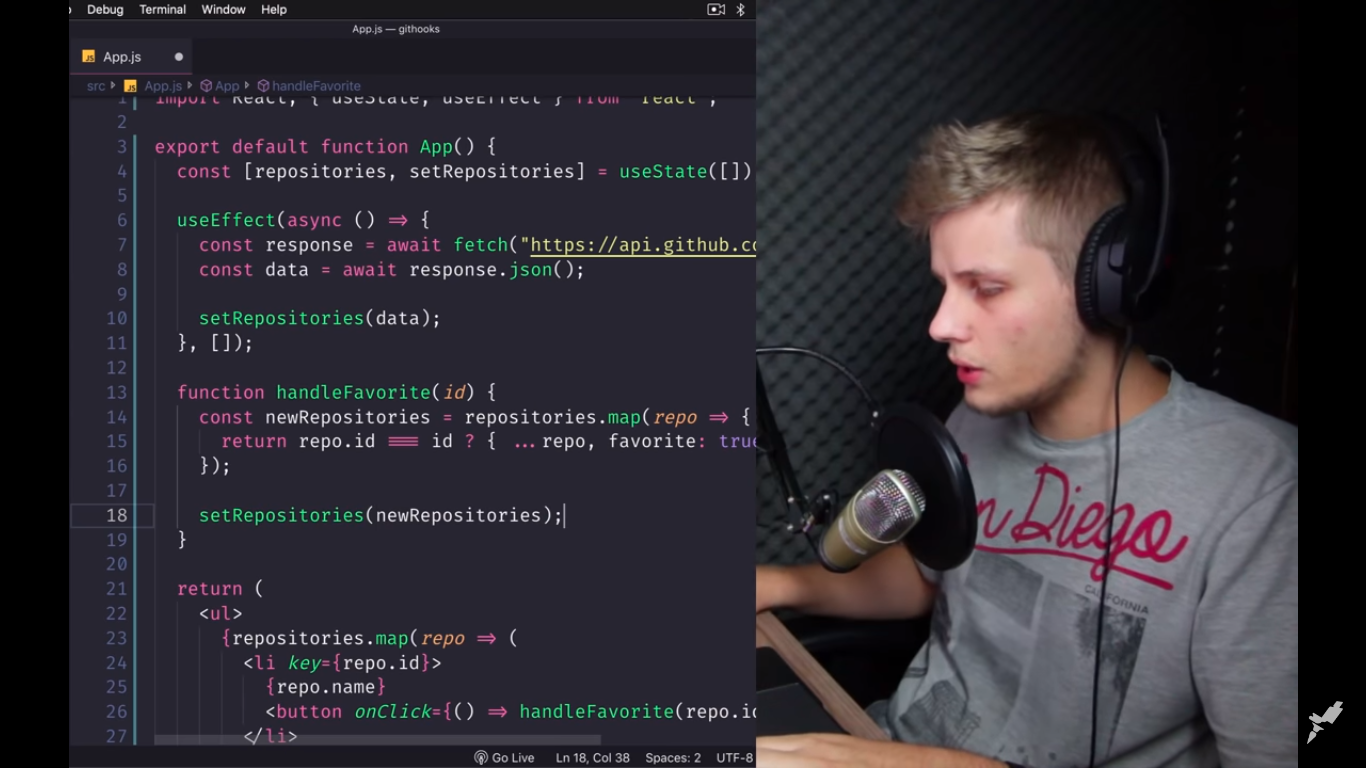 Debug Terminal Window Help
App.js — githooks
JS App.js
src JS App.js App handleFavorite
1 import React, { useState, useEffect } from "react";
2
3 export default function App() {
4 const [repositories, setRepositories] = useState([])
5
6 useEffect(async () => {
7 const response = await fetch("https://api.github.co
8 const data = await response.json();
9
10 setRepositories(data);
11 }, []);
12
13 function handleFavorite(id) {
14 const newRepositories = repositories.map(repo => {
15 return repo.id === id ? { ...repo, favorite: true
16 });
17
18 setRepositories(newRepositories);
19 }
20
21 return (
22 <ul>
23 {repositories.map(repo => (
24 <li key={repo.id}>
25 {repo.name}
26 <button onClick={() => handleFavorite(repo.id
27 </li>
Go Live Ln 18, Col 38 Spaces: 2 UTF-8
n Diego
CALIFORNIA